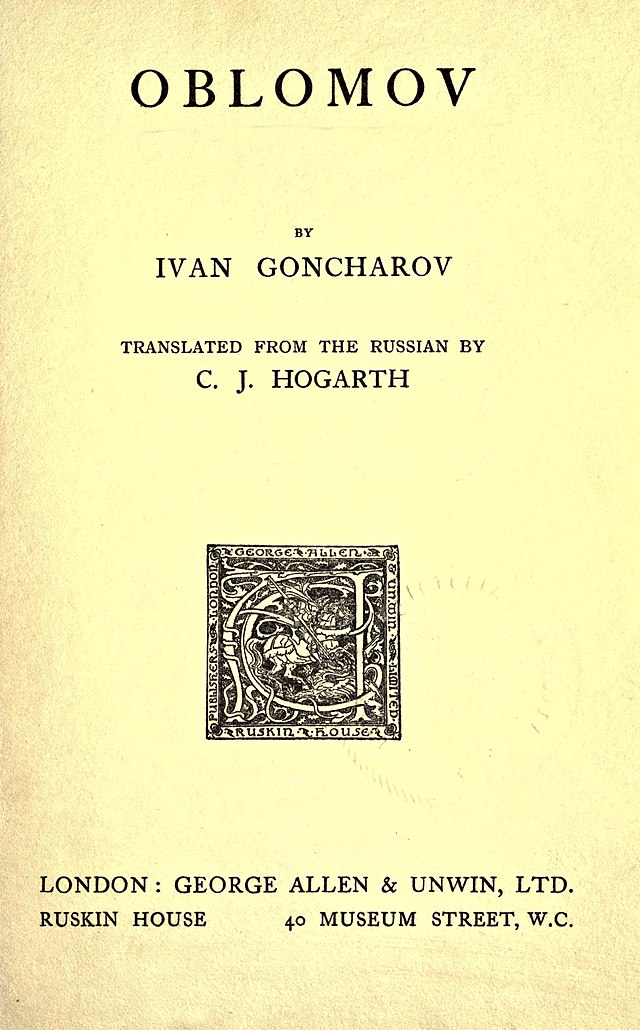 OBLOMOV
BY
IVAN GONCHAROV
TRANSLATED FROM THE RUSSIAN BY
C. J. HOGARTH
GEORGE · ALLEN ·
& UNWIN · LIMITED ·
PUBLISHERS · LONDON
RUSKIN · HOUSE
LONDON: GEORGE ALLEN & UNWIN, LTD.
RUSKIN HOUSE 40 MUSEUM STREET, W.C.